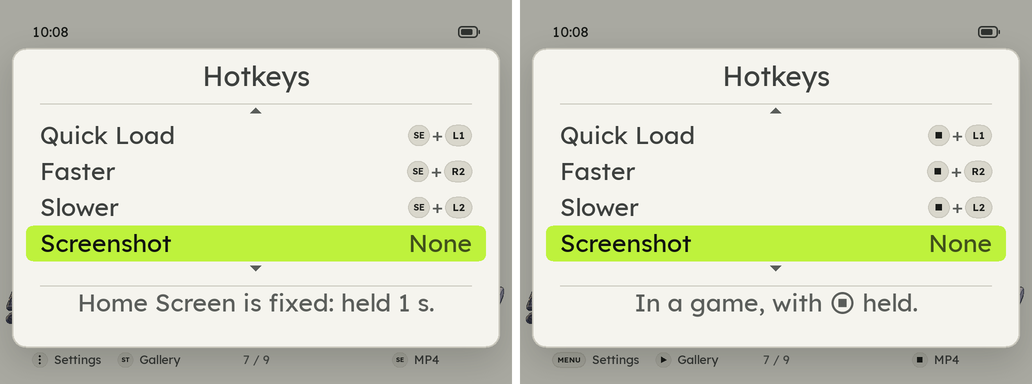 10:08
Hotkeys
Quick Load SE + L1
Faster SE + R2
Slower SE + L2
Screenshot None
Home Screen is fixed: held 1 s.
Settings ST Gallery 7 / 9 SE MP4
10:08
Hotkeys
Quick Load + L1
Faster + R2
Slower + L2
Screenshot None
In a game, with held.
MENU Settings Gallery 7 / 9 MP4